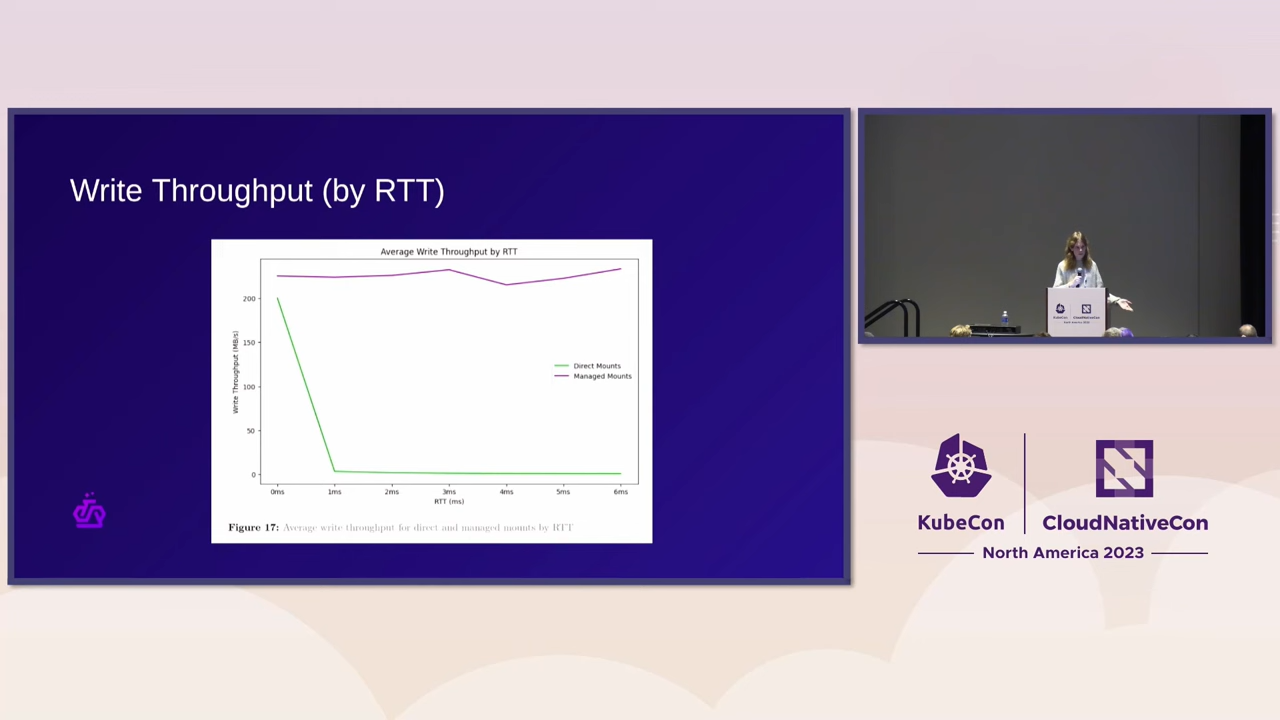 Write Throughput (by RTT)
Average Write Throughput by RTT
Write Throughput (MB/s)
200
150
100
50
0
Direct Mounts
Managed Mounts
0ms 1ms 2ms 3ms 4ms 5ms 6ms
RTT (ms)
Figure 17: Average write throughput for direct and managed mounts by RTT
KubeCon
CloudNativeCon
KubeCon
CloudNativeCon
North America 2023